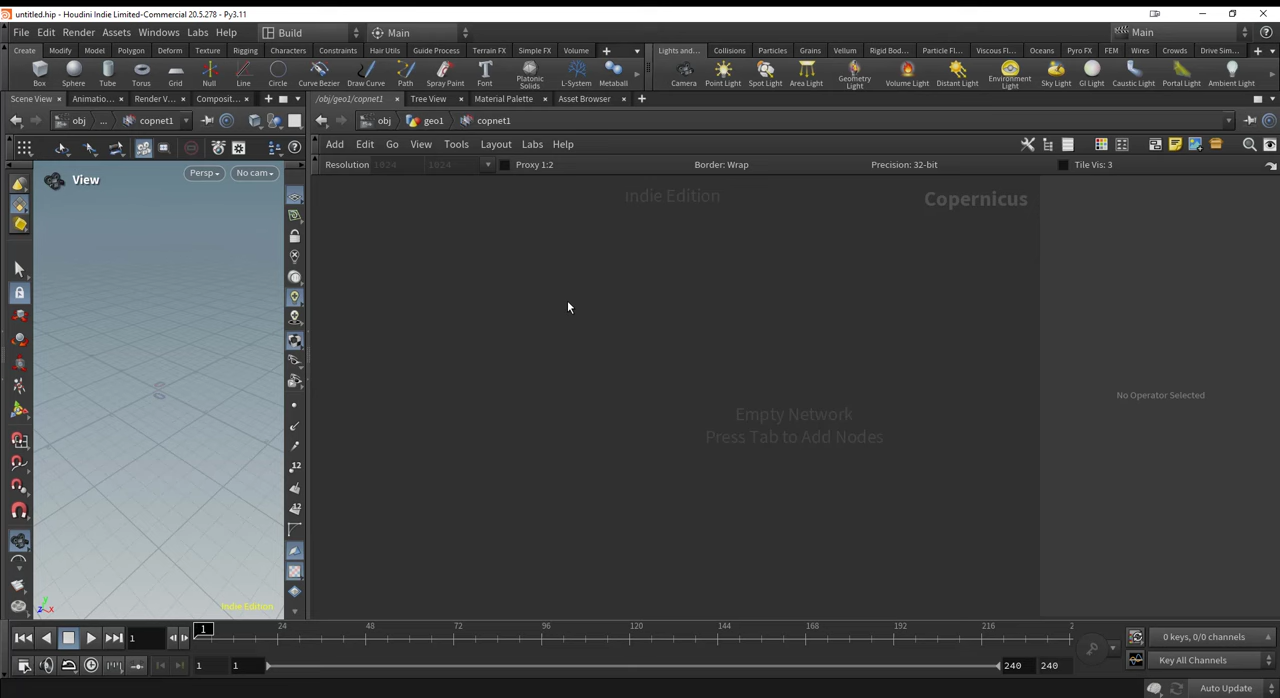 untitled.hip - Houdini Indie Limited-Commercial 20.5.278 - Py3.11
File Edit Render Assets Windows Labs Help Build Main Main
Create Modify Model Polygon Deform Texture Rigging Characters Constraints Hair Utils Guide Process Terrain FX Simple FX Volume Lights and... Collisions Particles Grains Vellum Rigid Bod... Particle Fl... Viscous Fl... Oceans Pyro FX FEM Wires Crowds Drive Sim...
Box Sphere Tubes Torus Grid Null Line Circle Curve Bezier Draw Curve Path Spray Paint Font Platonic Solids L-System Metaball Camera Point Light Spot Light Area Light Geometry Light Volume Light Distant Light Environment Light Sky Light GI Light Caustic Light Portal Light Ambient Light
Scene View Animatio... Render V... Composit... /obj/geo1/copnet1 Tree View Material Palette Asset Browser
obj ... copnet1 obj geo1 copnet1
Add Edit Go View Tools Layout Labs Help
Resolution 1024 1024 Proxy 1:2 Border: Wrap Precision: 32-bit Tile Vis: 3
View Persp No cam
Indie Edition Copernicus
12
12
No Operator Selected
Empty Network
Press Tab to Add Nodes
y
z x
Indie Edition
1 1 24 48 72 96 120 144 168 192 216 2
0 keys, 0/0 channels
1 1 240 240 Key All Channels
Auto Update